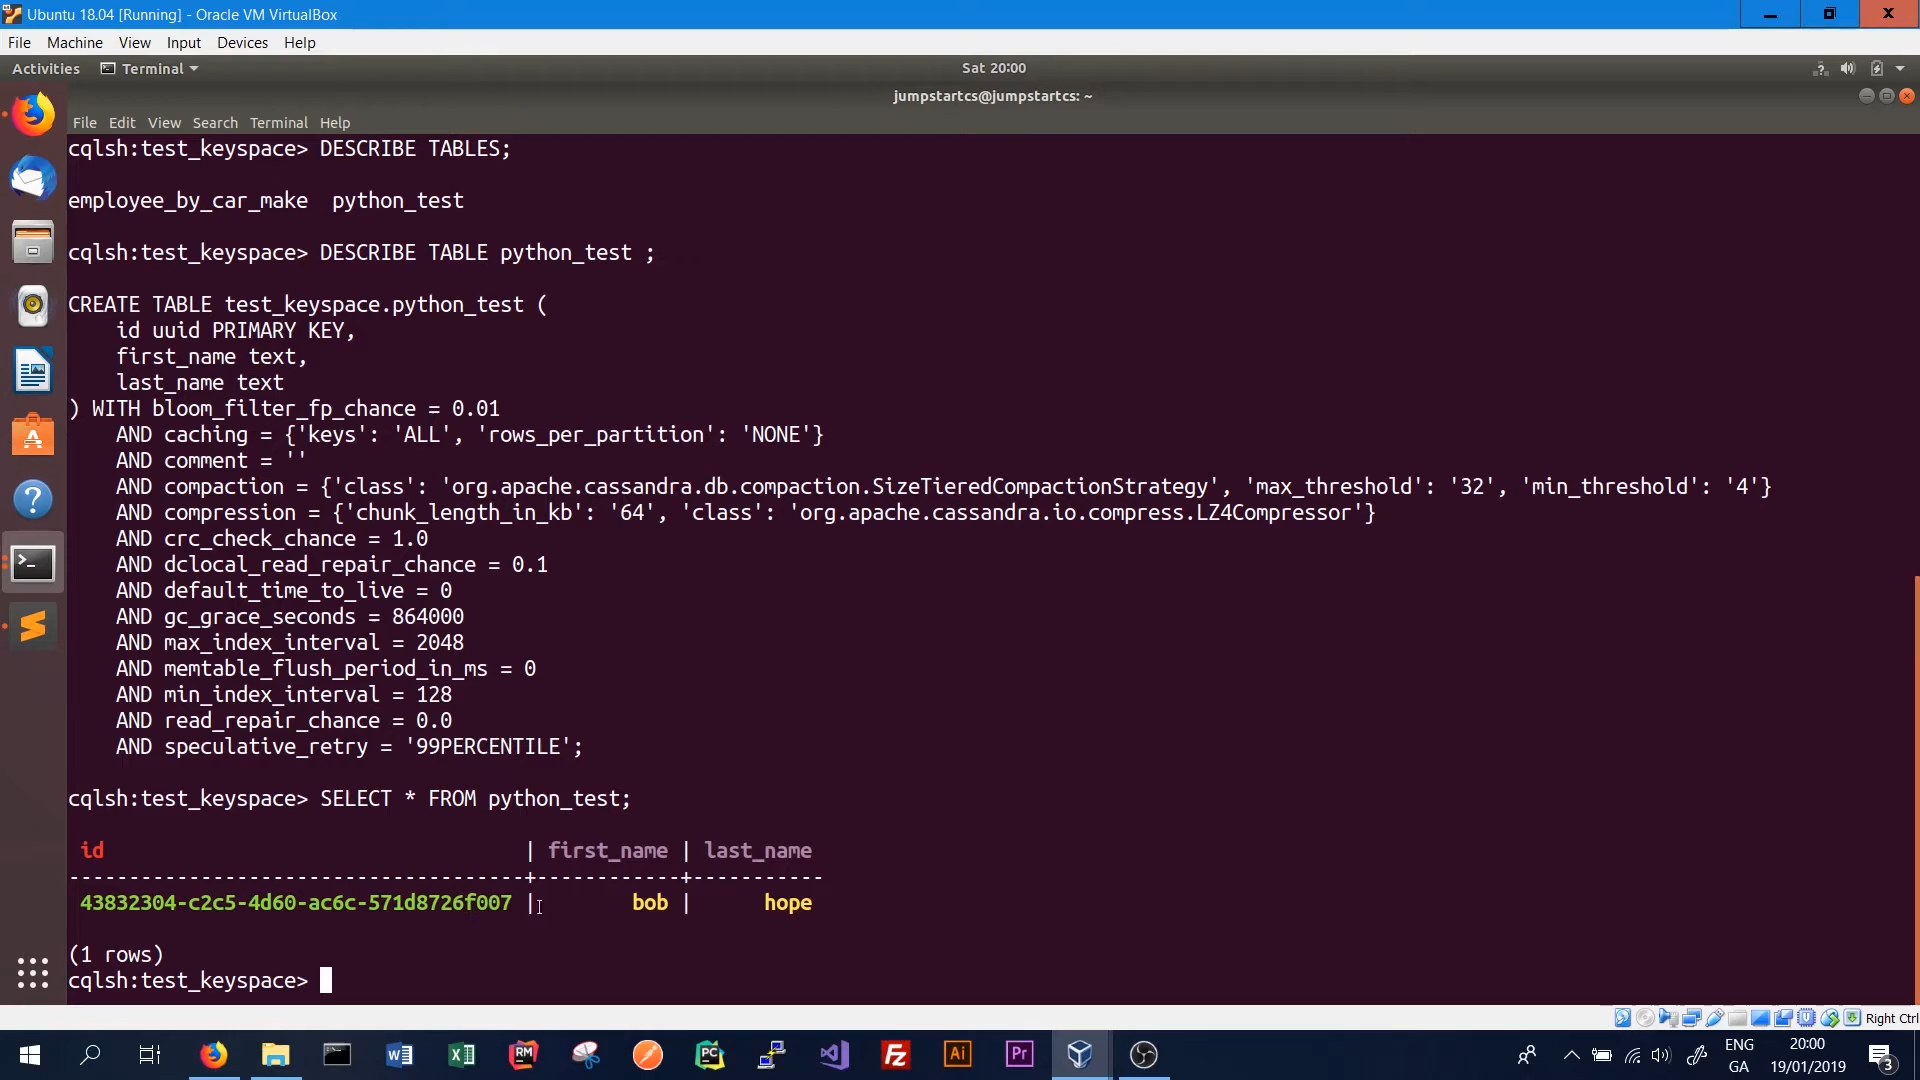 Ubuntu 18.04 [Running] - Oracle VM VirtualBox
File Machine View Input Devices Help
Activities Terminal Sat 20:00
jumpstartcs@jumpstartcs: ~
File Edit View Search Terminal Help
cqlsh:test_keyspace> DESCRIBE TABLES;
employee_by_car_make  python_test
cqlsh:test_keyspace> DESCRIBE TABLE python_test ;
CREATE TABLE test_keyspace.python_test (
    id uuid PRIMARY KEY,
    first_name text,
    last_name text
) WITH bloom_filter_fp_chance = 0.01
    AND caching = {'keys': 'ALL', 'rows_per_partition': 'NONE'}
    AND comment = ''
    AND compaction = {'class': 'org.apache.cassandra.db.compaction.SizeTieredCompactionStrategy', 'max_threshold': '32', 'min_threshold': '4'}
    AND compression = {'chunk_length_in_kb': '64', 'class': 'org.apache.cassandra.io.compress.LZ4Compressor'}
    AND crc_check_chance = 1.0
    AND dclocal_read_repair_chance = 0.1
    AND default_time_to_live = 0
    AND gc_grace_seconds = 864000
    AND max_index_interval = 2048
    AND memtable_flush_period_in_ms = 0
    AND min_index_interval = 128
    AND read_repair_chance = 0.0
    AND speculative_retry = '99PERCENTILE';
cqlsh:test_keyspace> SELECT * FROM python_test;
 id                                   | first_name | last_name
--------------------------------------+------------+-----------
 43832304-c2c5-4d60-ac6c-571d8726f007 |        bob |      hope
(1 rows)
cqlsh:test_keyspace>
Right Ctrl
ENG 20:00
GA 19/01/2019 3